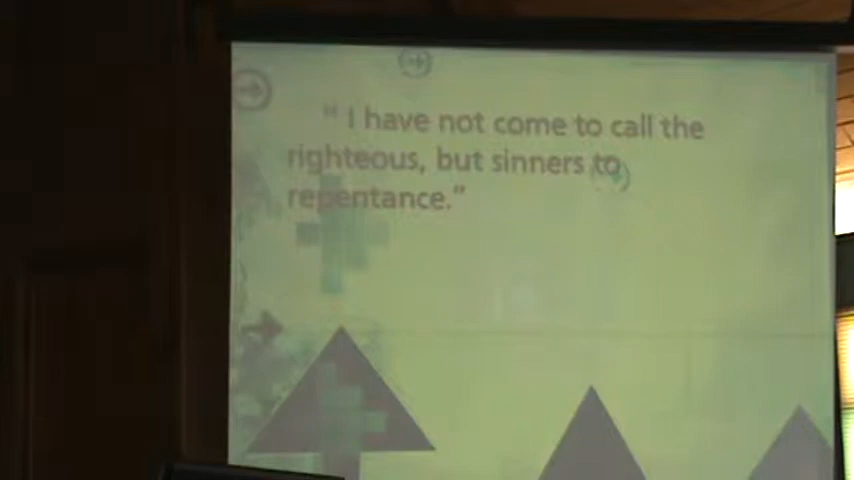 " I have not come to call the
righteous, but sinners to
repentance."